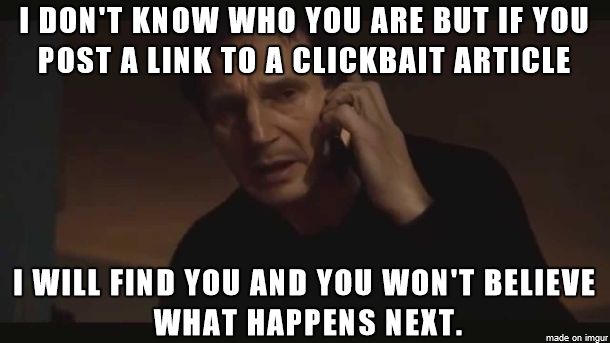 I DON'T KNOW WHO YOU ARE BUT IF YOU
POST A LINK TO A CLICKBAIT ARTICLE
I WILL FIND YOU AND YOU WON'T BELIEVE
WHAT HAPPENS NEXT.
made on imgur